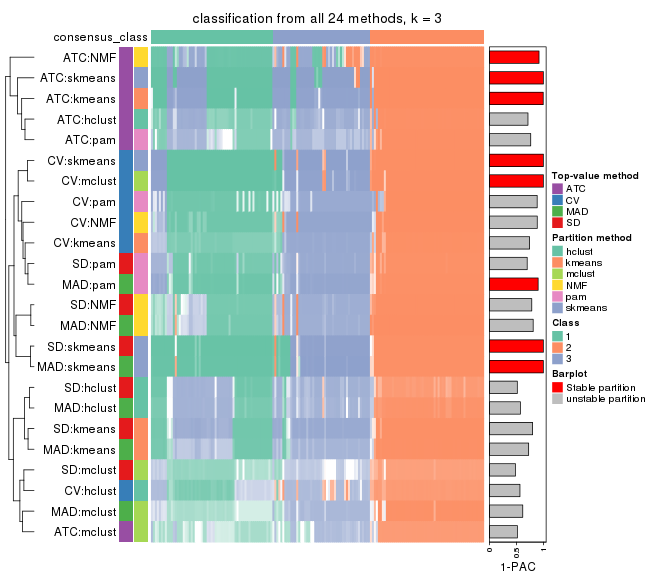 classification from all 24 methods, k = 3
consensus_class
ATC:NMF
ATC:skmeans
ATC:kmeans
ATC:hclust
ATC:pam
CV:skmeans
CV:mclust
CV:pam
CV:NMF
CV:kmeans
SD:pam
MAD:pam
SD:NMF
MAD:NMF
SD:skmeans
MAD:skmeans
SD:hclust
MAD:hclust
SD:kmeans
MAD:kmeans
SD:mclust
CV:hclust
MAD:mclust
ATC:mclust
0
0.5
1
1-PAC
Top-value method
ATC
CV
MAD
SD
Partition method
hclust
kmeans
mclust
NMF
pam
skmeans
Class
1
2
3
Barplot
Stable partition
unstable partition